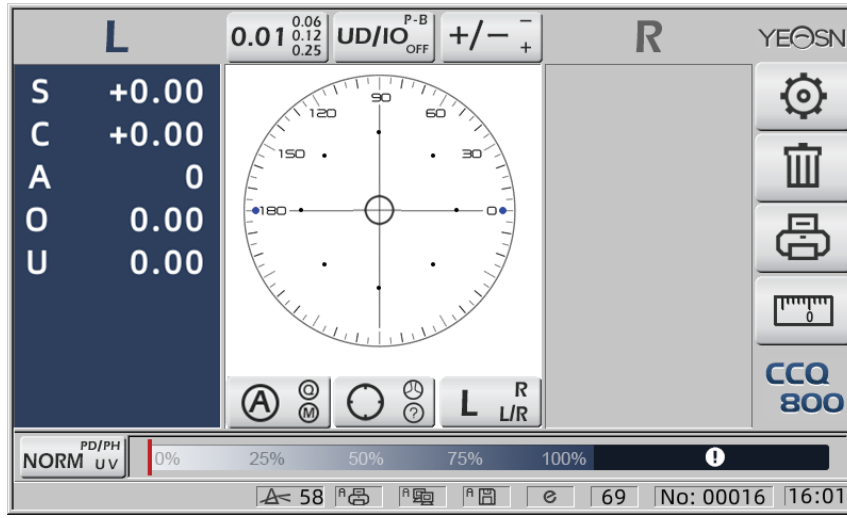 L
0.01 0.06 0.12 0.25
UD/IO P-B OFF
+/− − +
R
YEOSN
S +0.00
C +0.00
A 0
O 0.00
U 0.00
90
120 60
150 30
180 0
0
A Q M
?
L R L/R
CCQ
800
NORM PD/PH UV
0% 25% 50% 75% 100% !
58 A A A e 69 No: 00016 16:01